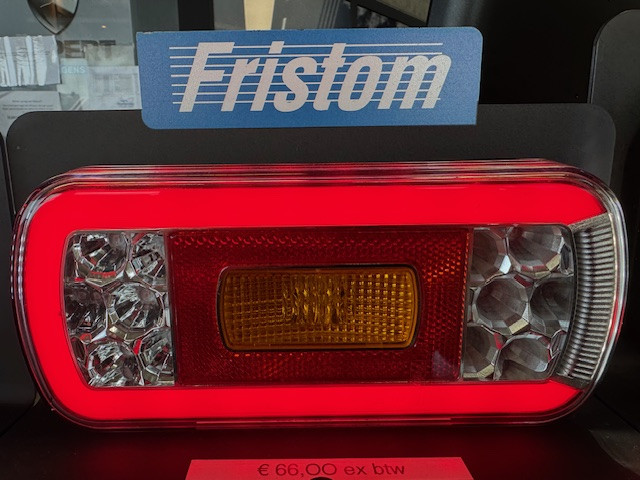 Fristom
€ 66,00 ex btw